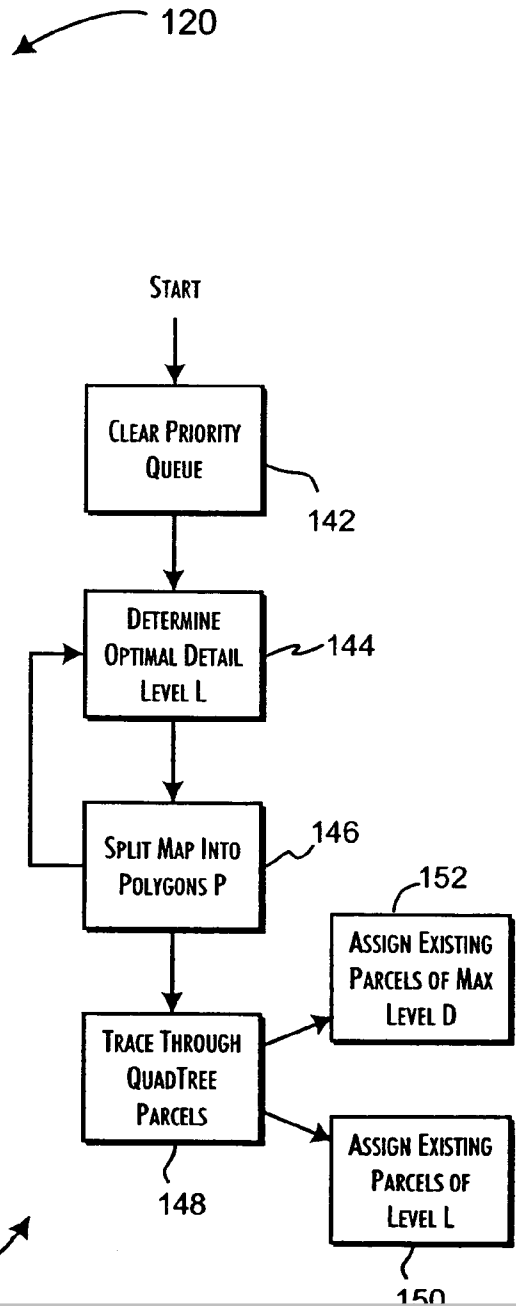 120
START
CLEAR PRIORITY
QUEUE
142
DETERMINE
OPTIMAL DETAIL
LEVEL L
144
SPLIT MAP INTO
POLYGONS P
146
152
ASSIGN EXISTING
PARCELS OF MAX
LEVEL D
TRACE THROUGH
QUADTREE
PARCELS
148
ASSIGN EXISTING
PARCELS OF
LEVEL L
150